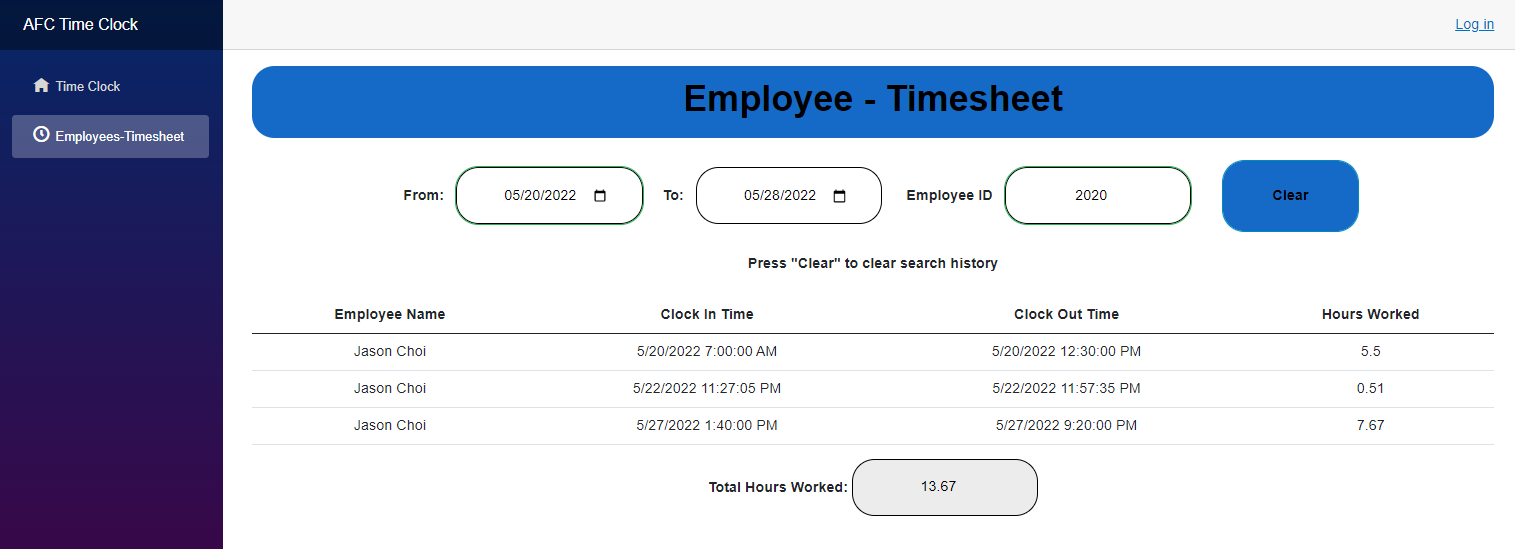 AFC Time Clock
Log in
Time Clock
Employees-Timesheet
Employee - Timesheet
From: 05/20/2022 To: 05/28/2022 Employee ID 2020 Clear
Press "Clear" to clear search history
Employee Name Clock In Time Clock Out Time Hours Worked
Jason Choi 5/20/2022 7:00:00 AM 5/20/2022 12:30:00 PM 5.5
Jason Choi 5/22/2022 11:27:05 PM 5/22/2022 11:57:35 PM 0.51
Jason Choi 5/27/2022 1:40:00 PM 5/27/2022 9:20:00 PM 7.67
Total Hours Worked: 13.67